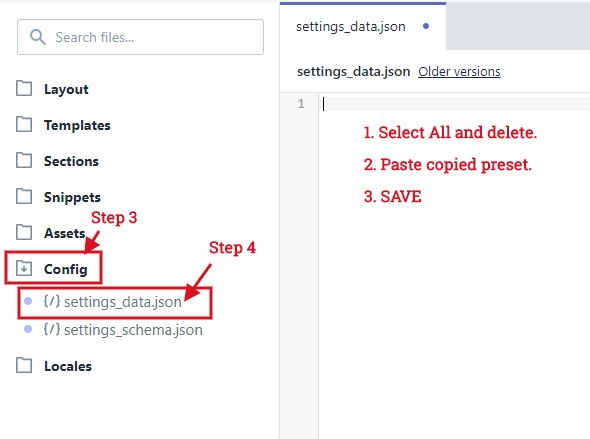 Search files...
Layout
Templates
Sections
Snippets
Step 3
Assets
Step 4
Config
{/} settings_data.json
{/} settings_schema.json
Locales
settings_data.json
settings_data.json Older versions
1
1. Select All and delete.
2. Paste copied preset.
3. SAVE